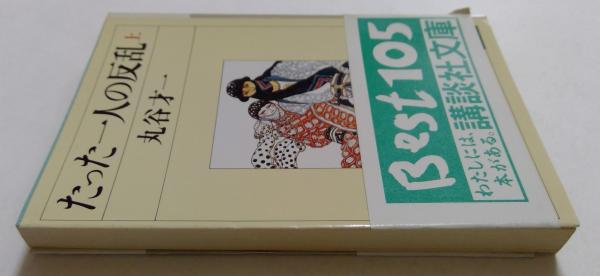 たった一人の反乱 上
丸谷才一
Best 105
わたしには、講談社文庫
本がある。